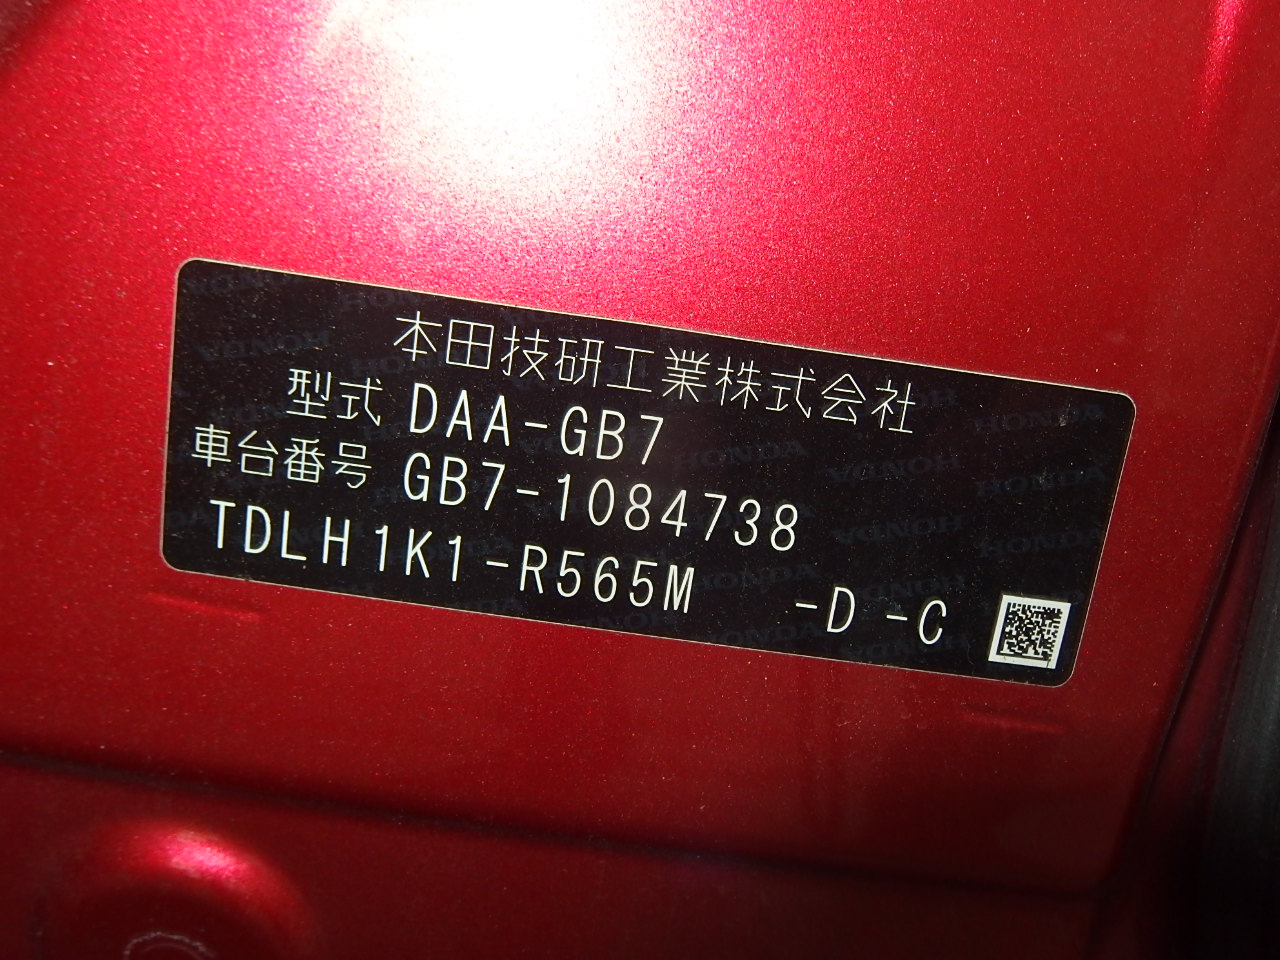 本田技研工業株式会社
型式 DAA-GB7
車台番号 GB7-1084738
TDLH1K1-R565M -D -C